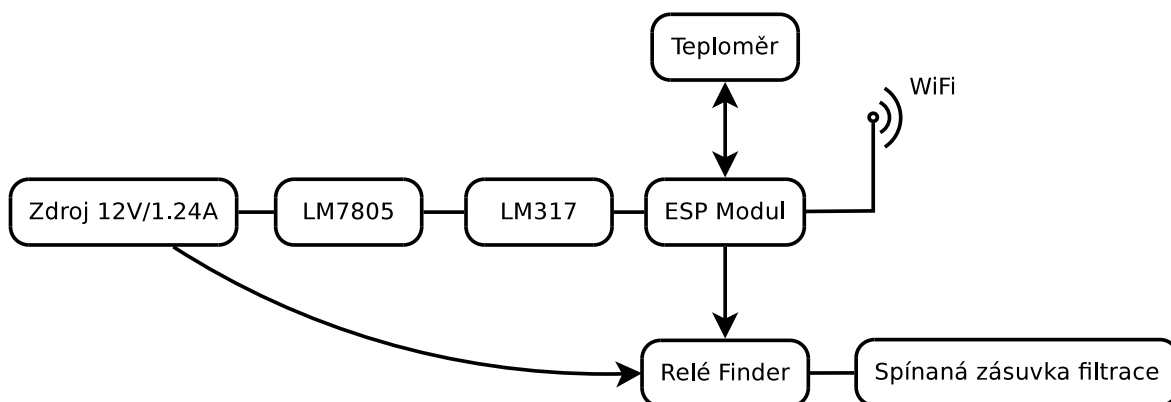 Teploměr
WiFi
Zdroj 12V/1.24A
LM7805
LM317
ESP Modul
Relé Finder
Spínaná zásuvka filtrace